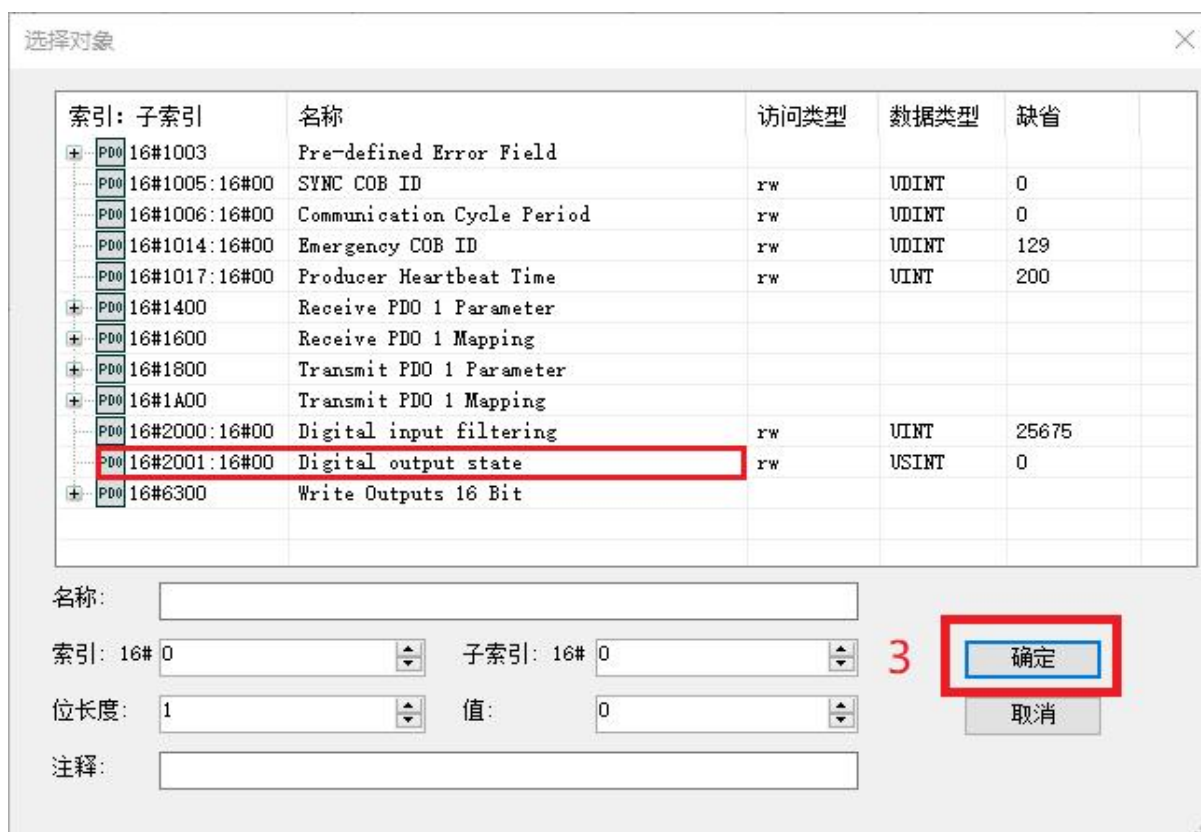 选择对象
索引: 子索引 名称 访问类型 数据类型 缺省
PDO 16#1003 Pre-defined Error Field
PDO 16#1005:16#00 SYNC COB ID rw UDINT 0
PDO 16#1006:16#00 Communication Cycle Period rw UDINT 0
PDO 16#1014:16#00 Emergency COB ID rw UDINT 129
PDO 16#1017:16#00 Producer Heartbeat Time rw UINT 200
PDO 16#1400 Receive PDO 1 Parameter
PDO 16#1600 Receive PDO 1 Mapping
PDO 16#1800 Transmit PDO 1 Parameter
PDO 16#1A00 Transmit PDO 1 Mapping
PDO 16#2000:16#00 Digital input filtering rw UINT 25675
PDO 16#2001:16#00 Digital output state rw USINT 0
PDO 16#6300 Write Outputs 16 Bit
名称:
索引: 16# 0 子索引: 16# 0 3 确定
位长度: 1 值: 0 取消
注释: